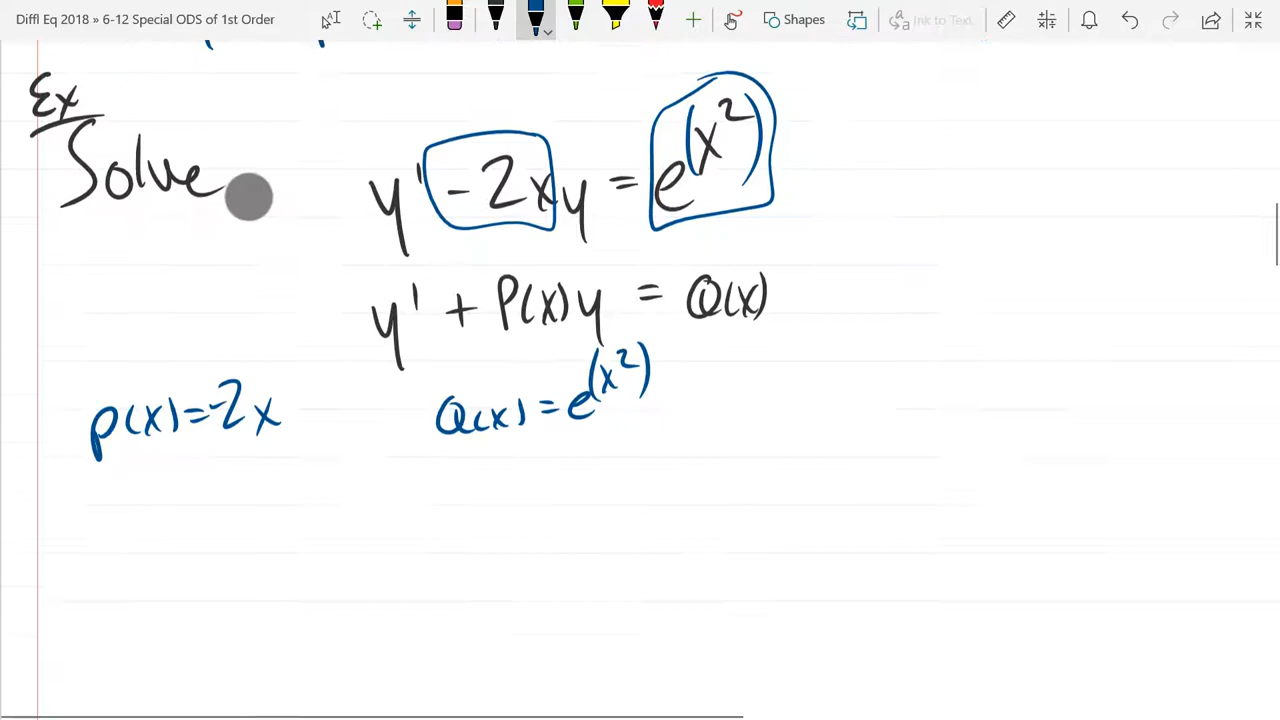 Diffl Eq 2018 » 6-12 Special ODS of 1st Order
Shapes
Ink to Text
Ex
Solve
y' - 2xy = e^(x^2)
y' + P(x)y = Q(x)
p(x) = -2x
Q(x) = e^(x^2)